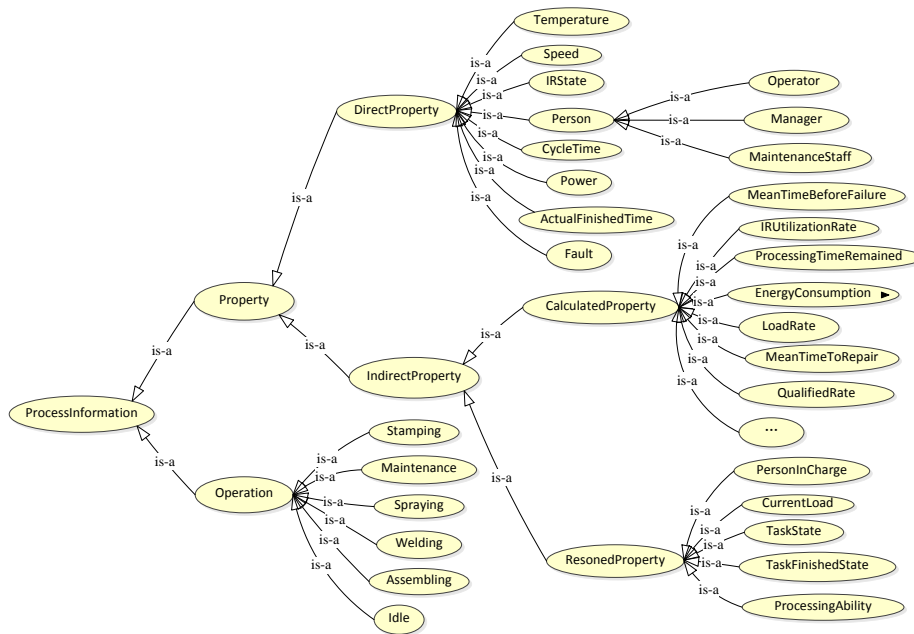 Temperature
is-a
Speed
is-a
IRState
is-a
is-a
Person
is-a
CycleTime
is-a
Power
is-a
ActualFinishedTime
is-a
Fault
DirectProperty
is-a
Operator
is-a
Manager
is-a
MaintenanceStaff
is-a
Property
is-a
IndirectProperty
is-a
ProcessInformation
is-a
Operation
is-a
CalculatedProperty
is-a
MeanTimeBeforeFailure
is-a
IRUtilizationRate
is-a
ProcessingTimeRemained
is-a
EnergyConsumption
is-a
LoadRate
is-a
MeanTimeToRepair
is-a
QualifiedRate
is-a
...
is-a
Stamping
is-a
Maintenance
is-a
Spraying
is-a
Welding
is-a
Assembling
is-a
Idle
is-a
ResonedProperty
is-a
PersonInCharge
is-a
CurrentLoad
is-a
TaskState
is-a
TaskFinishedState
is-a
ProcessingAbility
is-a